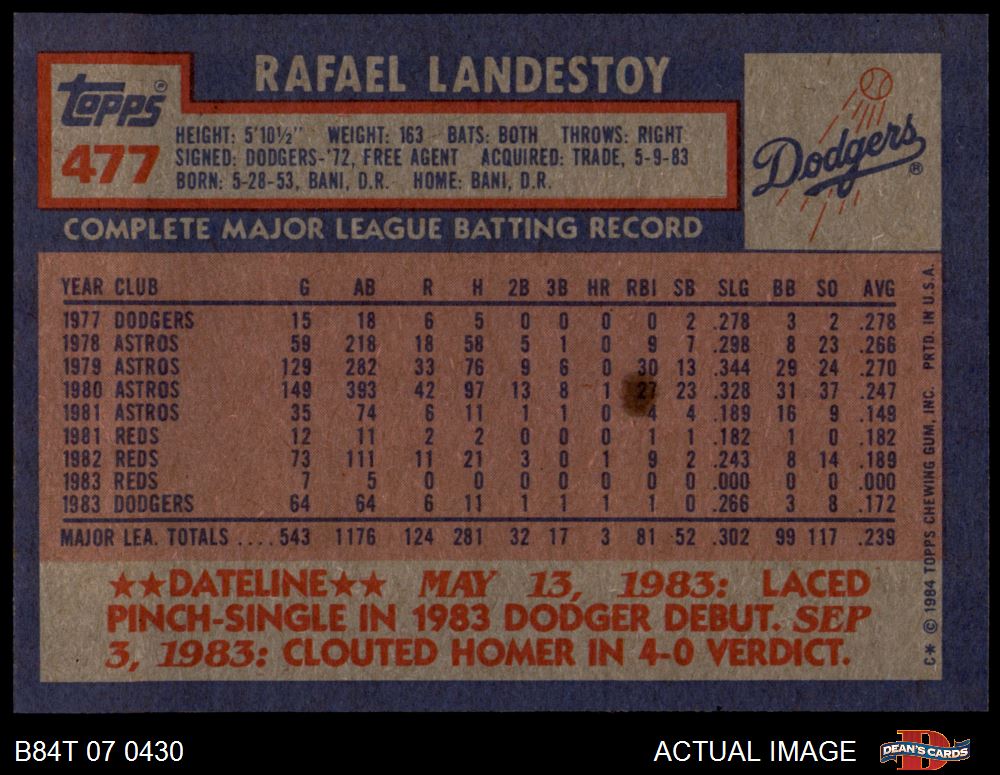 RAFAEL LANDESTOY
Topps®
477
HEIGHT: 5'10½" WEIGHT: 163 BATS: BOTH THROWS: RIGHT
SIGNED: DODGERS-'72, FREE AGENT ACQUIRED: TRADE, 5-9-83
BORN: 5-28-53, BANI, D.R. HOME: BANI, D.R.
Dodgers®
COMPLETE MAJOR LEAGUE BATTING RECORD
YEAR CLUB G AB R H 2B 3B HR RBI SB SLG BB SO AVG
1977 DODGERS 15 18 6 5 0 0 0 0 2 .278 3 2 .278
1978 ASTROS 59 218 18 58 5 1 0 9 7 .298 8 23 .266
1979 ASTROS 129 282 33 76 9 6 0 30 13 .344 29 24 .270
1980 ASTROS 149 393 42 97 13 8 1 27 23 .328 31 37 .247
1981 ASTROS 35 74 6 11 1 1 0 4 4 .189 16 9 .149
1981 REDS 12 11 2 2 0 0 0 1 1 .182 1 0 .182
1982 REDS 73 111 11 21 3 0 1 9 2 .243 8 14 .189
1983 REDS 7 5 0 0 0 0 0 0 0 .000 0 0 .000
1983 DODGERS 64 64 6 11 1 1 1 1 0 .266 3 8 .172
MAJOR LEA. TOTALS .... 543 1176 124 281 32 17 3 81 52 .302 99 117 .239
★★DATELINE★★ MAY 13, 1983: LACED
PINCH-SINGLE IN 1983 DODGER DEBUT. SEP
3, 1983: CLOUTED HOMER IN 4-0 VERDICT.
C* © 1984 TOPPS CHEWING GUM, INC. PRTD. IN U.S.A.
B84T 07 0430
ACTUAL IMAGE
D
DEAN'S CARDS